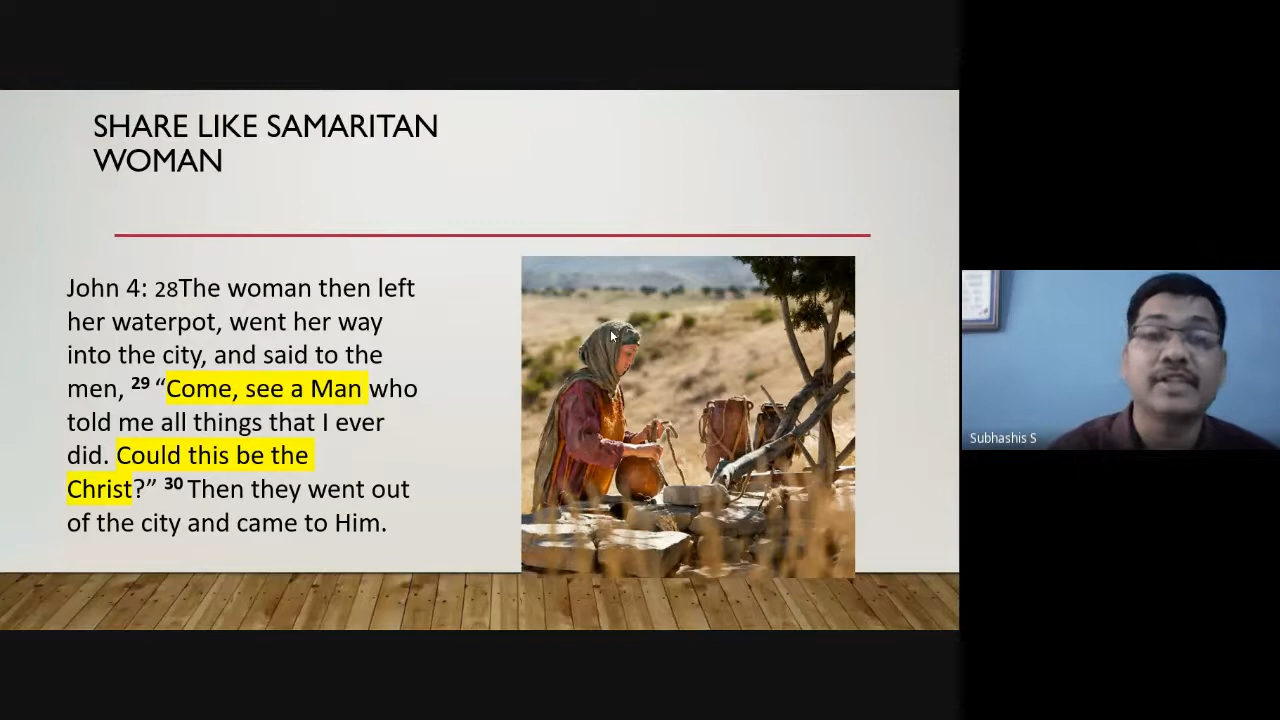 SHARE LIKE SAMARITAN
WOMAN
John 4: 28The woman then left
her waterpot, went her way
into the city, and said to the
men, 29 “Come, see a Man who
told me all things that I ever
did. Could this be the
Christ?” 30 Then they went out
of the city and came to Him.
Subhashis S